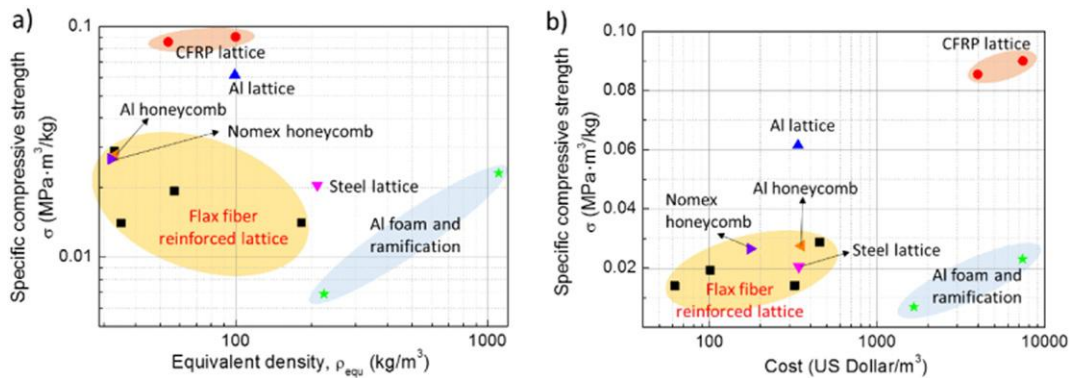 a)
Specific compressive strength
σ (MPa·m³/kg)
0.1
0.01
CFRP lattice
Al lattice
Al honeycomb
Nomex honeycomb
Steel lattice
Flax fiber
reinforced lattice
Al foam and
ramification
100
1000
Equivalent density, ρequ (kg/m³)
b)
Specific compressive strength
σ (MPa·m³/kg)
0.10
0.08
0.06
0.04
0.02
0.00
CFRP lattice
Al lattice
Al honeycomb
Nomex
honeycomb
Steel lattice
Flax fiber
reinforced lattice
Al foam and
ramification
100
1000
10000
Cost (US Dollar/m³)